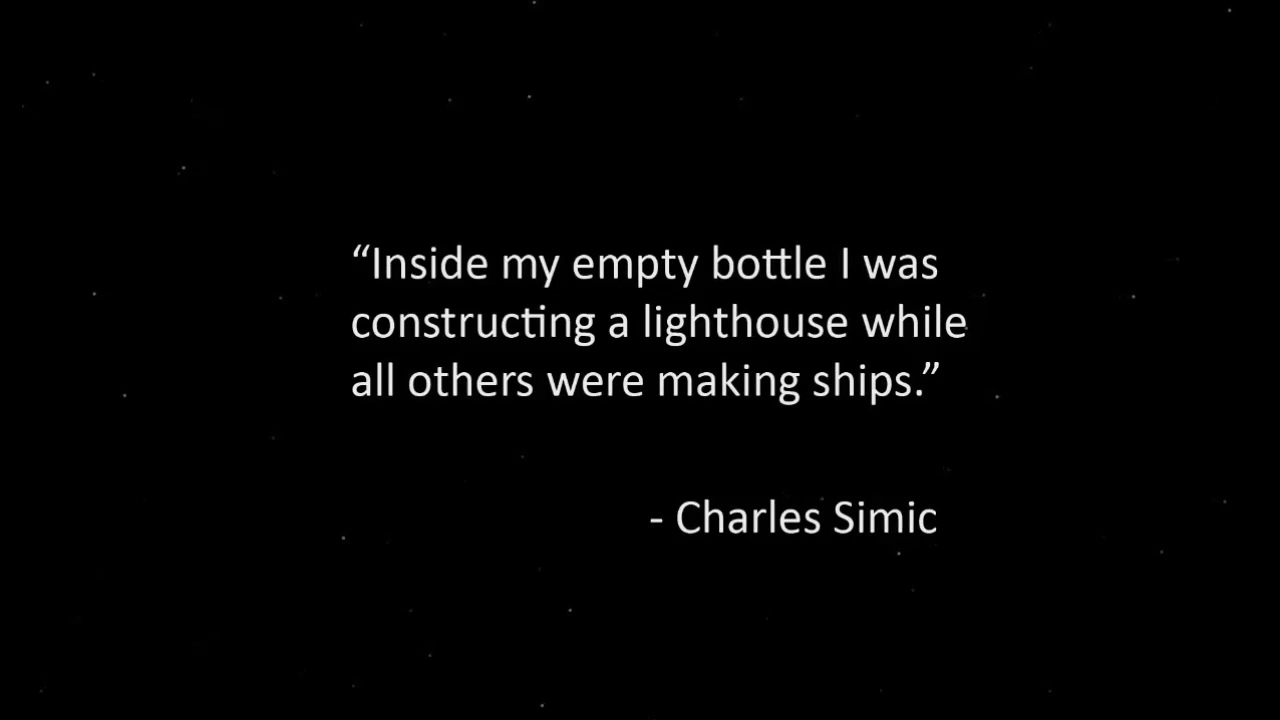 “Inside my empty bottle I was
constructing a lighthouse while
all others were making ships.”
- Charles Simic